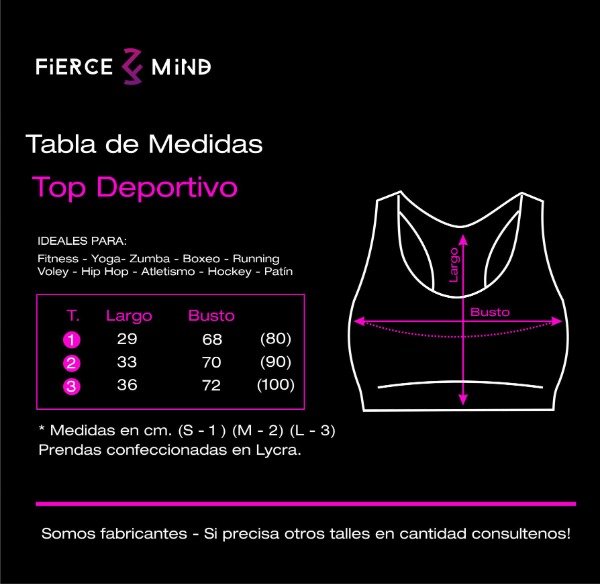 FiERCE MiND
Tabla de Medidas
Top Deportivo
IDEALES PARA:
Fitness - Yoga- Zumba - Boxeo - Running
Voley - Hip Hop - Atletismo - Hockey - Patín
T. Largo Busto
1 29 68 (80)
2 33 70 (90)
3 36 72 (100)
* Medidas en cm. (S - 1 ) (M - 2) (L - 3)
Prendas confeccionadas en Lycra.
Largo
Busto
Somos fabricantes - Si precisa otros talles en cantidad consultenos!